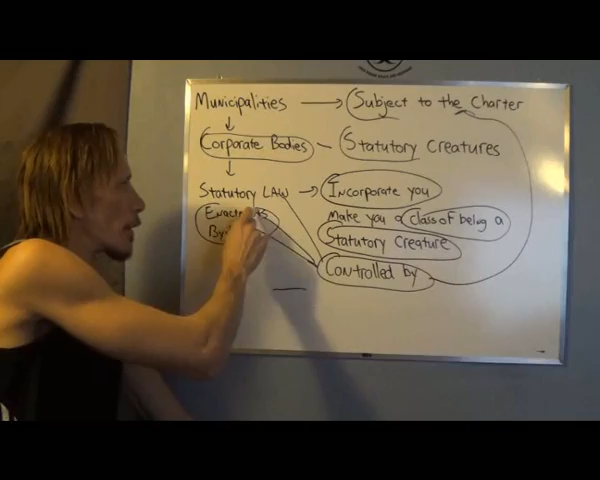 Municipalities → Subject to the Charter
Corporate Bodies – Statutory Creatures
Statutory LAW → Incorporate you
Make you a class of being a
Statutory Creature
Controlled by